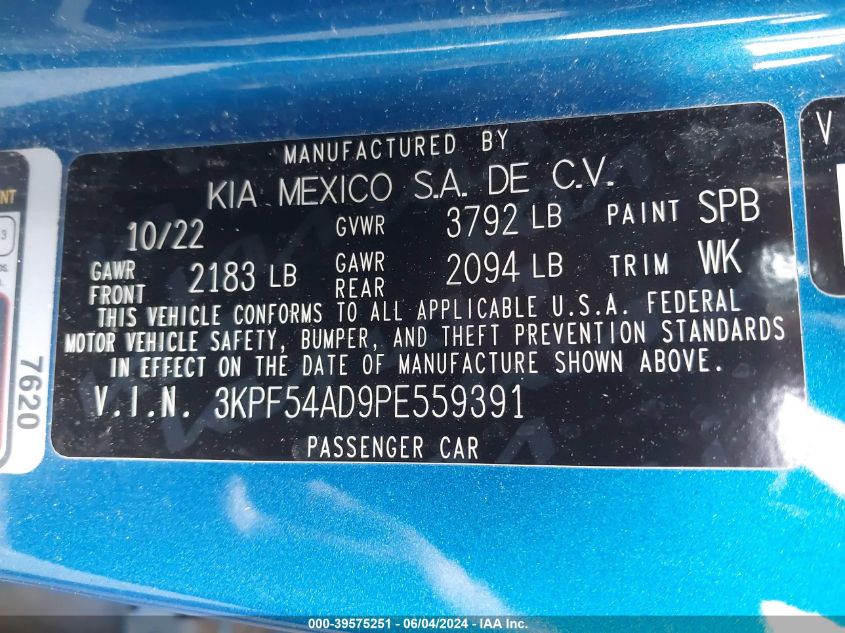 MANUFACTURED BY
KIA MEXICO S.A. DE C.V.
10/22 GVWR 3792 LB PAINT SPB
GAWR FRONT 2183 LB GAWR REAR 2094 LB TRIM WK
THIS VEHICLE CONFORMS TO ALL APPLICABLE U.S.A. FEDERAL
MOTOR VEHICLE SAFETY, BUMPER, AND THEFT PREVENTION STANDARDS
IN EFFECT ON THE DATE OF MANUFACTURE SHOWN ABOVE.
V.I.N. 3KPF54AD9PE559391
PASSENGER CAR
7620
V
3
000-39575251 - 06/04/2024 - IAA Inc.